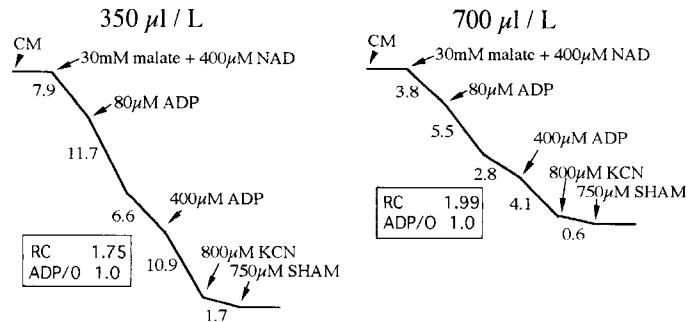 350 µl / L
CM
30mM malate + 400µM NAD
7.9
80µM ADP
11.7
400µM ADP
6.6
RC 1.75
ADP/O 1.0
10.9
800µM KCN
750µM SHAM
1.7
700 µl / L
CM
30mM malate + 400µM NAD
3.8
80µM ADP
5.5
400µM ADP
2.8
800µM KCN
750µM SHAM
RC 1.99
ADP/O 1.0
4.1
0.6